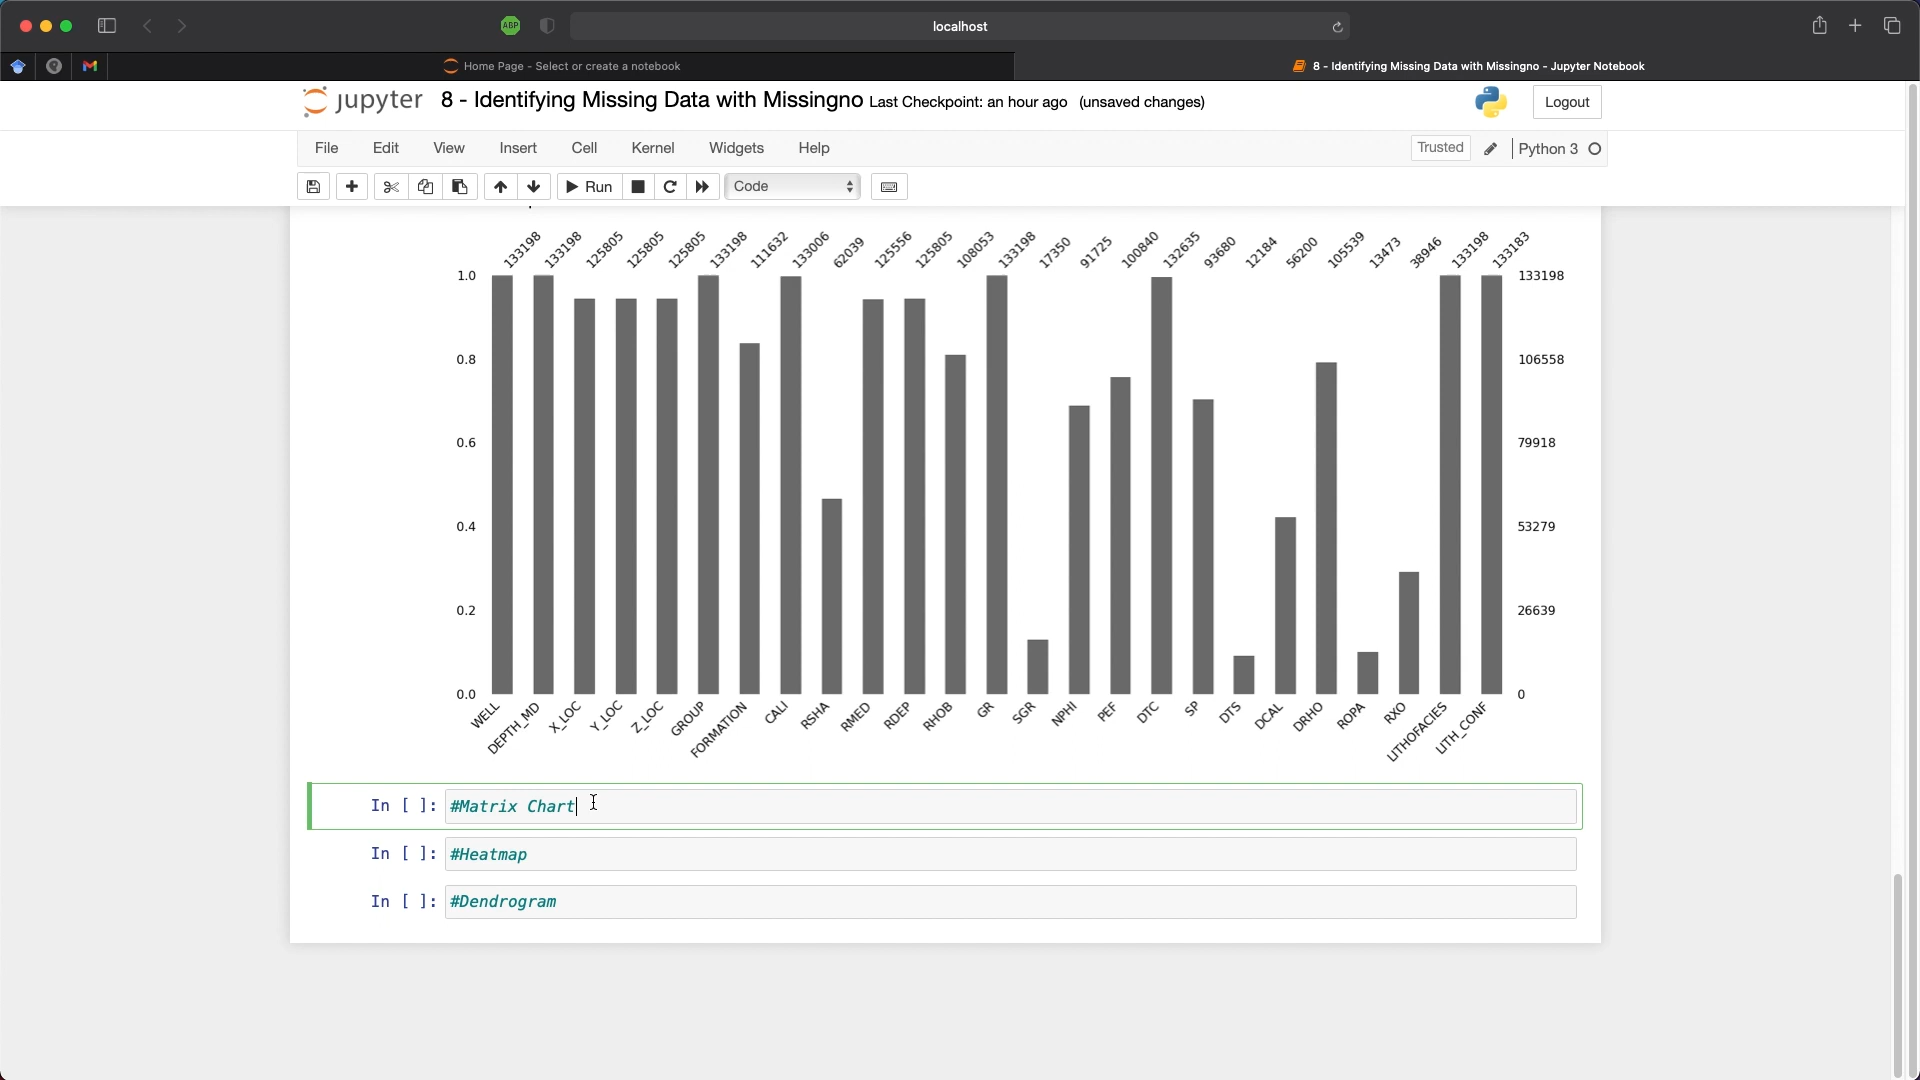 localhost
ABP
Home Page - Select or create a notebook
8 - Identifying Missing Data with Missingno - Jupyter Notebook
jupyter 8 - Identifying Missing Data with Missingno Last Checkpoint: an hour ago (unsaved changes)
Logout
File Edit View Insert Cell Kernel Widgets Help
Trusted Python 3
Run Code
133198 133198 125805 125805 125805 133198 111632 133006 62039 125556 125805 108053 133198 17350 91725 100840 132635 93680 12184 56200 105539 13473 38946 133198 133183
1.0 133198
0.8 106558
0.6 79918
0.4 53279
0.2 26639
0.0 0
WELL DEPTH_MD X_LOC Y_LOC Z_LOC GROUP FORMATION CALI RSHA RMED RDEP RHOB GR SGR NPHI PEF DTC SP DTS DCAL DRHO ROPA RXO LITHOFACIES LITH_CONF
In [ ]: #Matrix Chart
In [ ]: #Heatmap
In [ ]: #Dendrogram